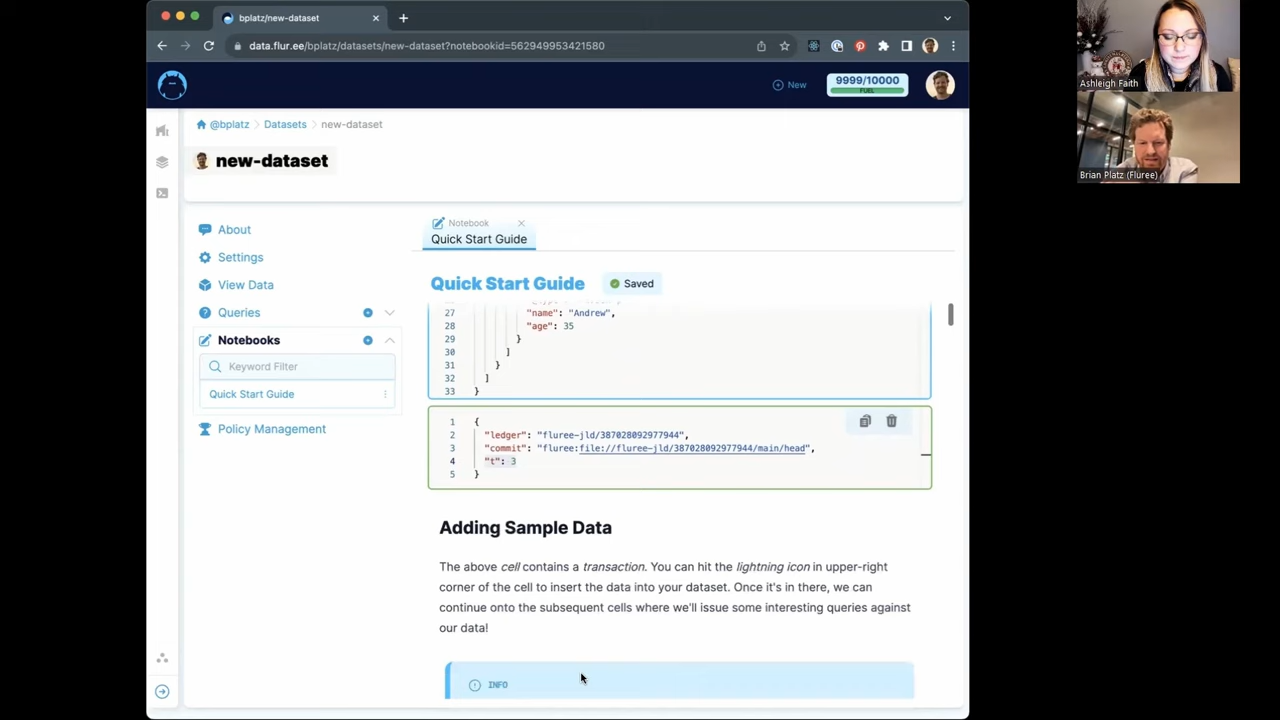 bplatz/new-dataset
data.flur.ee/bplatz/datasets/new-dataset?notebookid=562949953421580
New
9999/10000
FUEL
@bplatz > Datasets > new-dataset
new-dataset
About
Settings
View Data
Queries
Notebooks
Keyword Filter
Quick Start Guide
Policy Management
Notebook
Quick Start Guide
Quick Start Guide
Saved
27 "name": "Andrew",
28 "age": 35
29 }
30 ]
31 }
32 ]
33 }
1 {
2 "ledger": "fluree-jld/387028092977944",
3 "commit": "fluree:file://fluree-jld/387028092977944/main/head",
4 "t": 3
5 }
Adding Sample Data
The above cell contains a transaction. You can hit the lightning icon in upper-right
corner of the cell to insert the data into your dataset. Once it's in there, we can
continue onto the subsequent cells where we'll issue some interesting queries against
our data!
INFO
Ashleigh Faith
Brian Platz (Fluree)